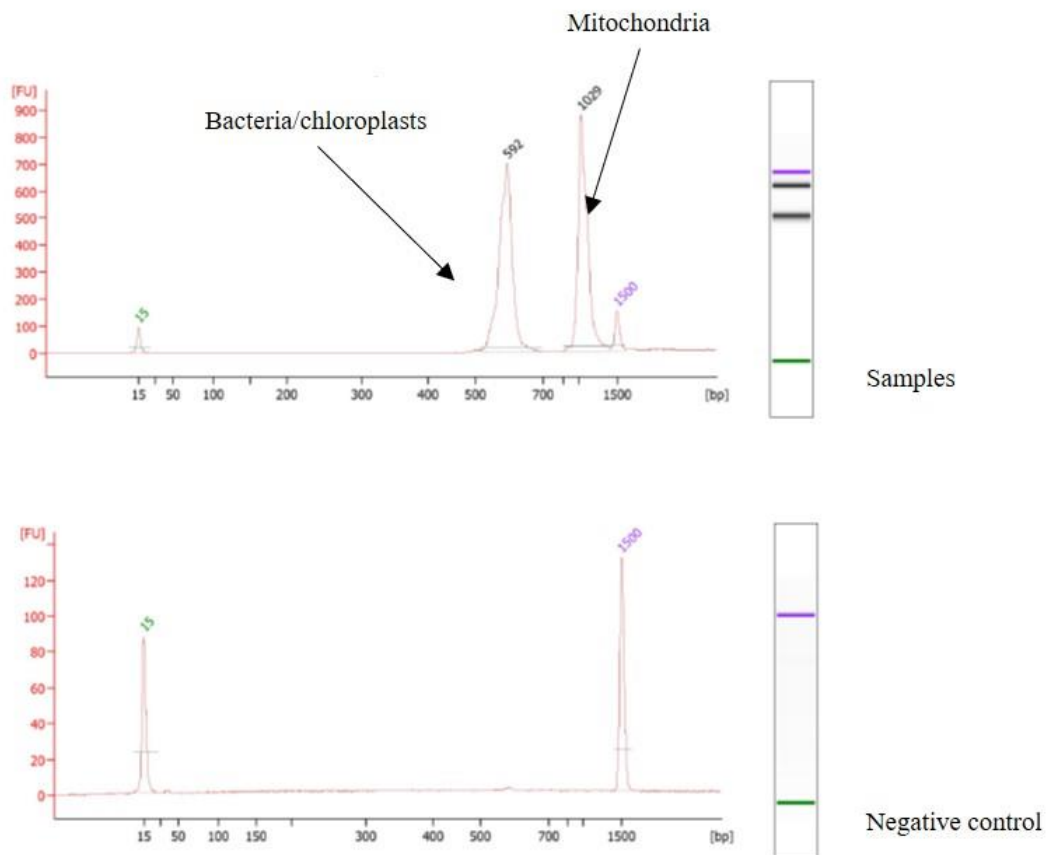 Mitochondria
[FU]
Bacteria/chloroplasts
900
800
700
600
500
400
300
200
100
0
15
592
1029
1500
15 50 100 200 300 400 500 700 1500 [bp]
Samples
[FU]
120
100
80
60
40
20
0
15
1500
15 50 100 150 300 400 500 700 1500 [bp]
Negative control